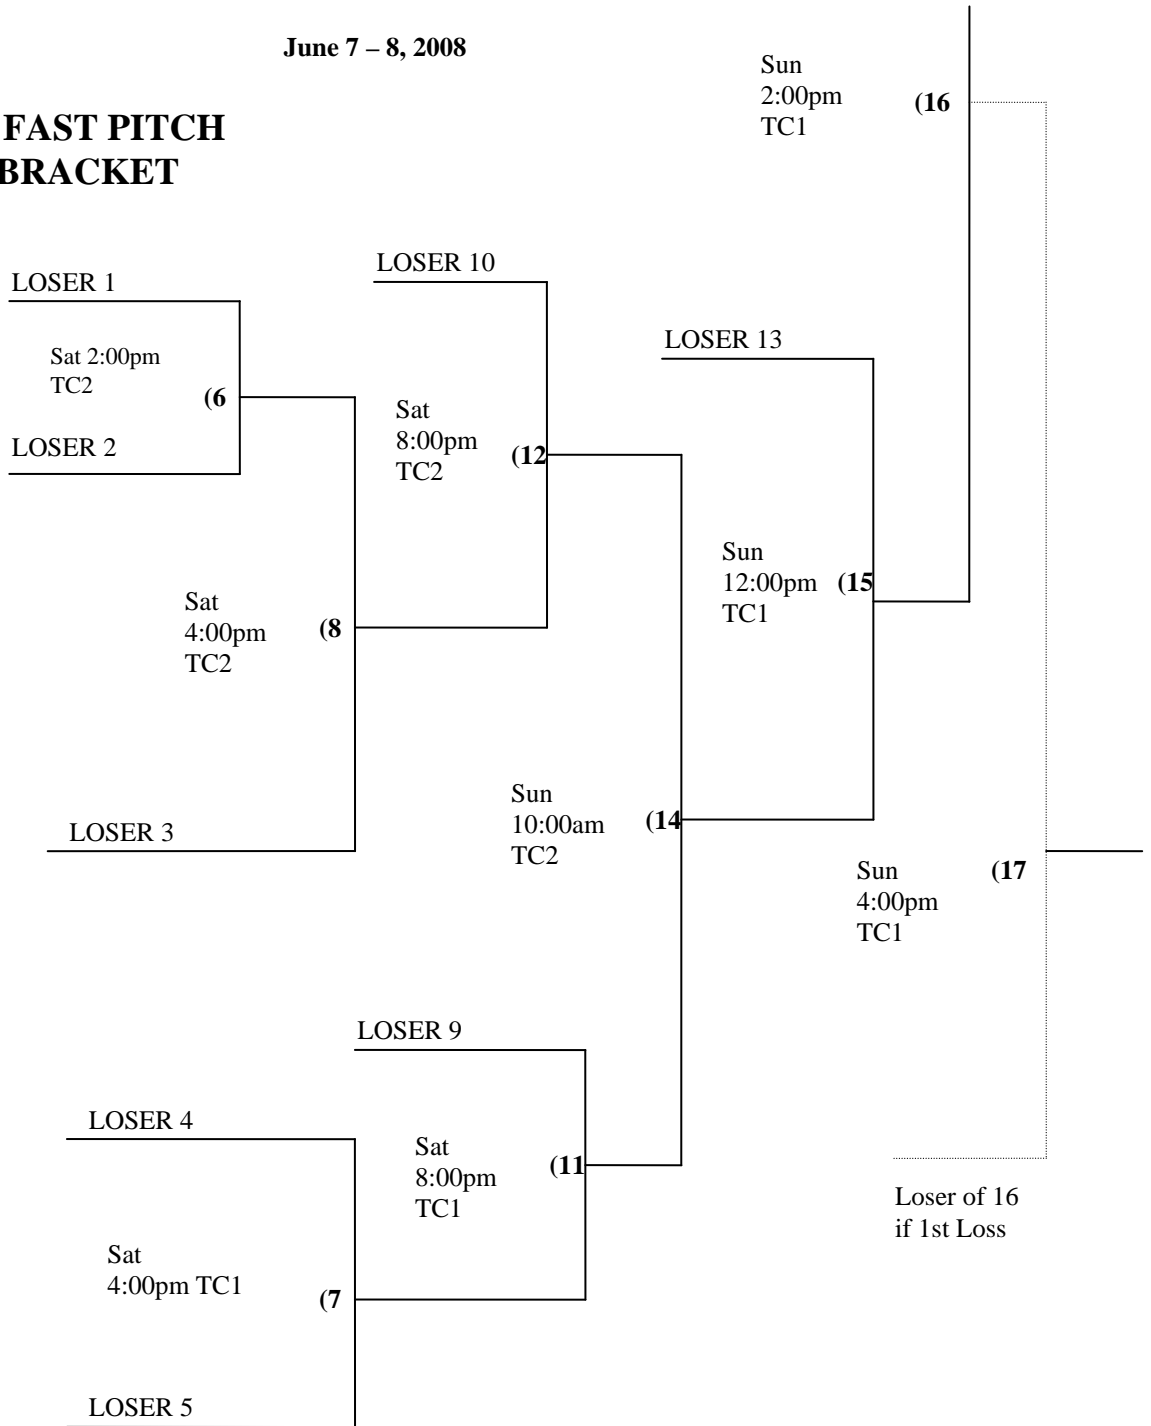 June 7 – 8, 2008
Sun
2:00pm
TC1
(16
FAST PITCH
BRACKET
LOSER 10
LOSER 1
LOSER 13
Sat 2:00pm
TC2
(6
Sat
8:00pm
TC2
(12
LOSER 2
Sun
12:00pm
TC1
(15
Sat
4:00pm
TC2
(8
Sun
10:00am
TC2
(14
LOSER 3
Sun
4:00pm
TC1
(17
LOSER 9
LOSER 4
Sat
8:00pm
TC1
(11
Loser of 16
if 1st Loss
Sat
4:00pm TC1
(7
LOSER 5